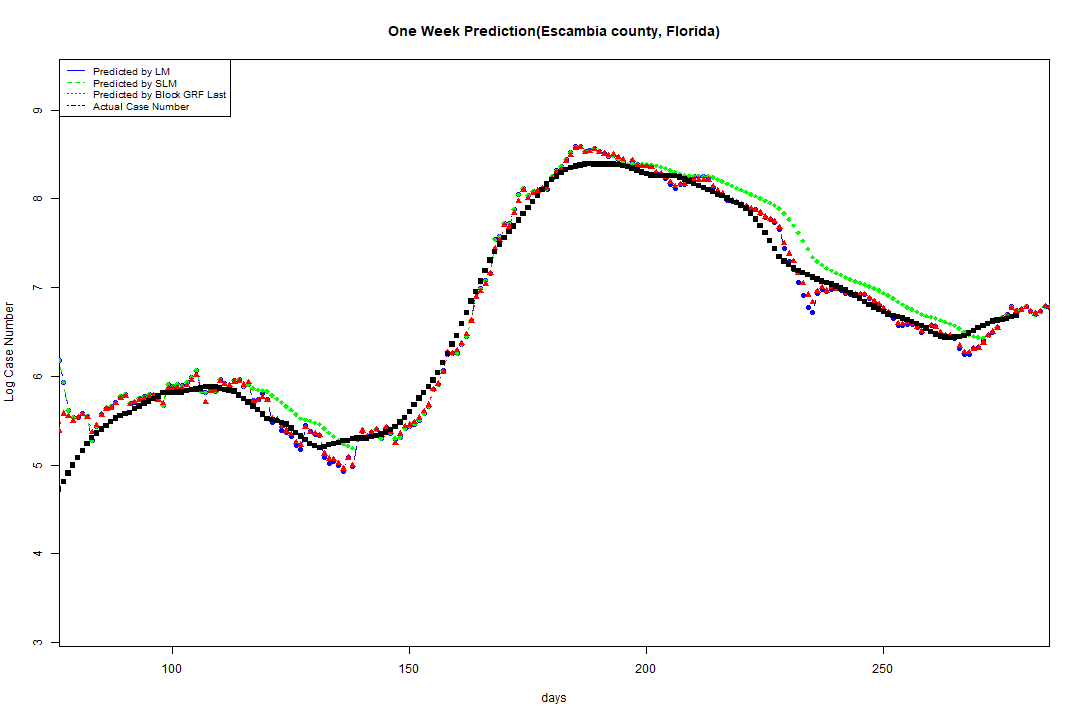 One Week Prediction(Escambia county, Florida)
Predicted by LM
Predicted by SLM
Predicted by Block GRF Last
Actual Case Number
Log Case Number
9
8
7
6
5
4
3
100 150 200 250
days